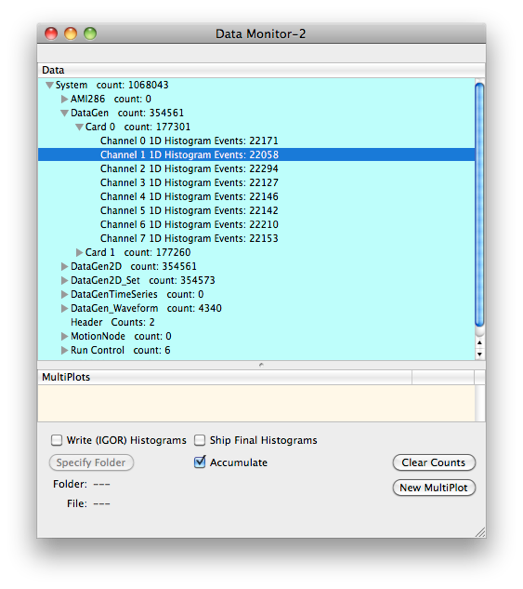 Data Monitor-2
Data
System count: 1068043
AMI286 count: 0
DataGen count: 354561
Card 0 count: 177301
Channel 0 1D Histogram Events: 22171
Channel 1 1D Histogram Events: 22058
Channel 2 1D Histogram Events: 22294
Channel 3 1D Histogram Events: 22127
Channel 4 1D Histogram Events: 22146
Channel 5 1D Histogram Events: 22142
Channel 6 1D Histogram Events: 22210
Channel 7 1D Histogram Events: 22153
Card 1 count: 177260
DataGen2D count: 354561
DataGen2D_Set count: 354573
DataGenTimeSeries count: 0
DataGen_Waveform count: 4340
Header Counts: 2
MotionNode count: 0
Run Control count: 6
MultiPlots
Write (IGOR) Histograms Ship Final Histograms
Specify Folder Accumulate Clear Counts
Folder: ---
New MultiPlot
File: ---